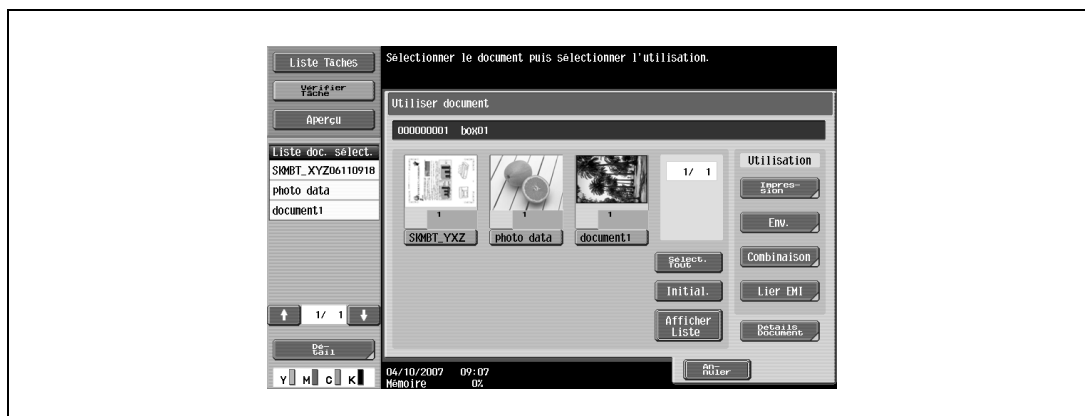 Liste Tâches
Sélectionner le document puis sélectionner l'utilisation.
Vérifier
Tâche
Aperçu
Utiliser document
000000001 box01
Liste doc. sélect.
SKMBT_XYZ06110918
photo data
document1
1
SKMBT_YXZ
1
photo data
1
document1
1/ 1
Sélect.
Tout
Initial.
Afficher
Liste
Utilisation
Impres-
sion
Env.
Combinaison
Lier EMI
Détails
Document
1/ 1
Dé-
tail
Y M C K
04/10/2007 09:07
Mémoire 0%
An-
nuler